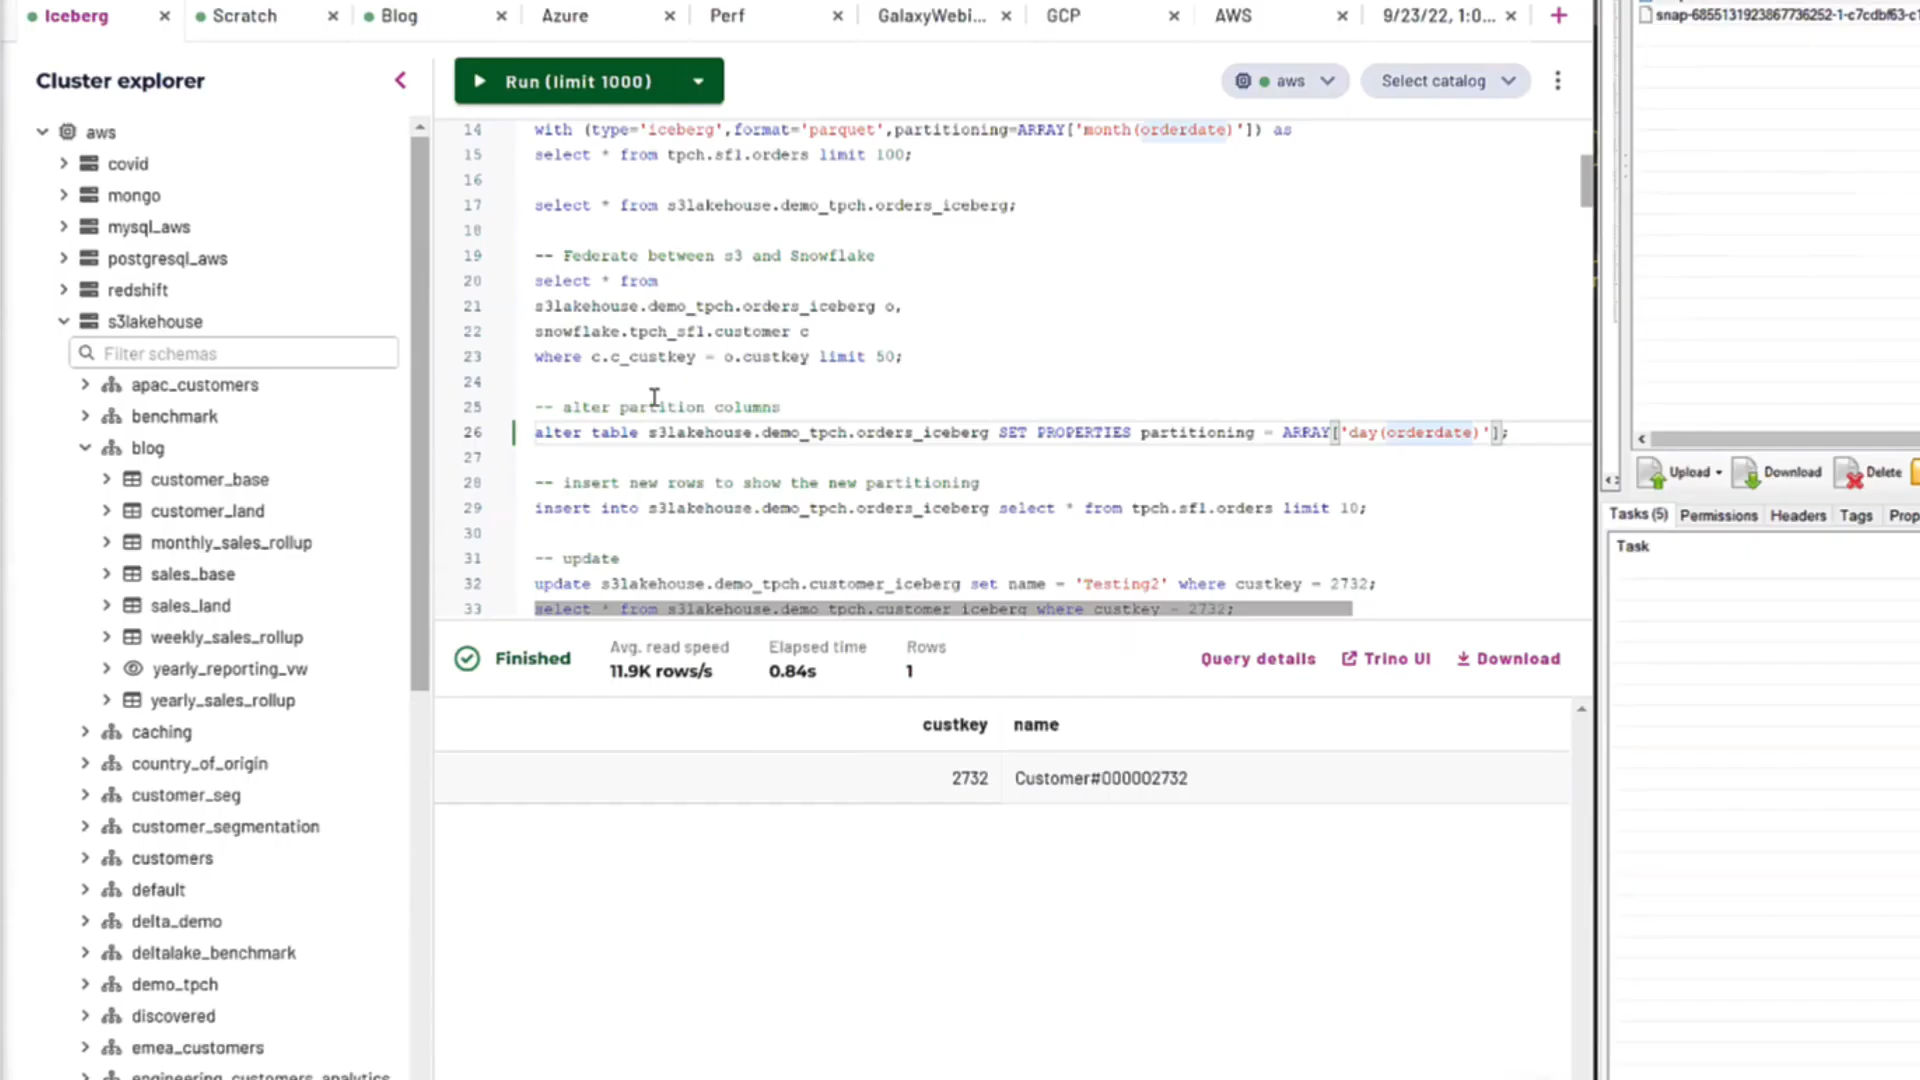 Iceberg
Scratch
Blog
Azure
Perf
GalaxyWebi...
GCP
AWS
9/23/22, 1:0...
Cluster explorer
Run (limit 1000)
aws
Select catalog
aws
covid
mongo
mysql_aws
postgresql_aws
redshift
s3lakehouse
Filter schemas
apac_customers
benchmark
blog
customer_base
customer_land
monthly_sales_rollup
sales_base
sales_land
weekly_sales_rollup
yearly_reporting_vw
yearly_sales_rollup
caching
country_of_origin
customer_seg
customer_segmentation
customers
default
delta_demo
deltalake_benchmark
demo_tpch
discovered
emea_customers
engineering_customers_analytics
14 with (type='iceberg',format='parquet',partitioning=ARRAY['month(orderdate)']) as
15 select * from tpch.sf1.orders limit 100;
16
17 select * from s3lakehouse.demo_tpch.orders_iceberg;
18
19 -- Federate between s3 and Snowflake
20 select * from
21 s3lakehouse.demo_tpch.orders_iceberg o,
22 snowflake.tpch_sf1.customer c
23 where c.c_custkey = o.custkey limit 50;
24
25 -- alter partition columns
26 alter table s3lakehouse.demo_tpch.orders_iceberg SET PROPERTIES partitioning = ARRAY['day(orderdate)'];
27
28 -- insert new rows to show the new partitioning
29 insert into s3lakehouse.demo_tpch.orders_iceberg select * from tpch.sf1.orders limit 10;
30
31 -- update
32 update s3lakehouse.demo_tpch.customer_iceberg set name = 'Testing2' where custkey = 2732;
33 select * from s3lakehouse.demo_tpch.customer_iceberg where custkey = 2732;
Finished
Avg. read speed
11.9K rows/s
Elapsed time
0.84s
Rows
1
Query details
Trino UI
Download
custkey name
2732 Customer#000002732
snap-6855131923867736252-1-c7cdbf63-c1
Upload
Download
Delete
Tasks (5)
Permissions
Headers
Tags
Prop
Task